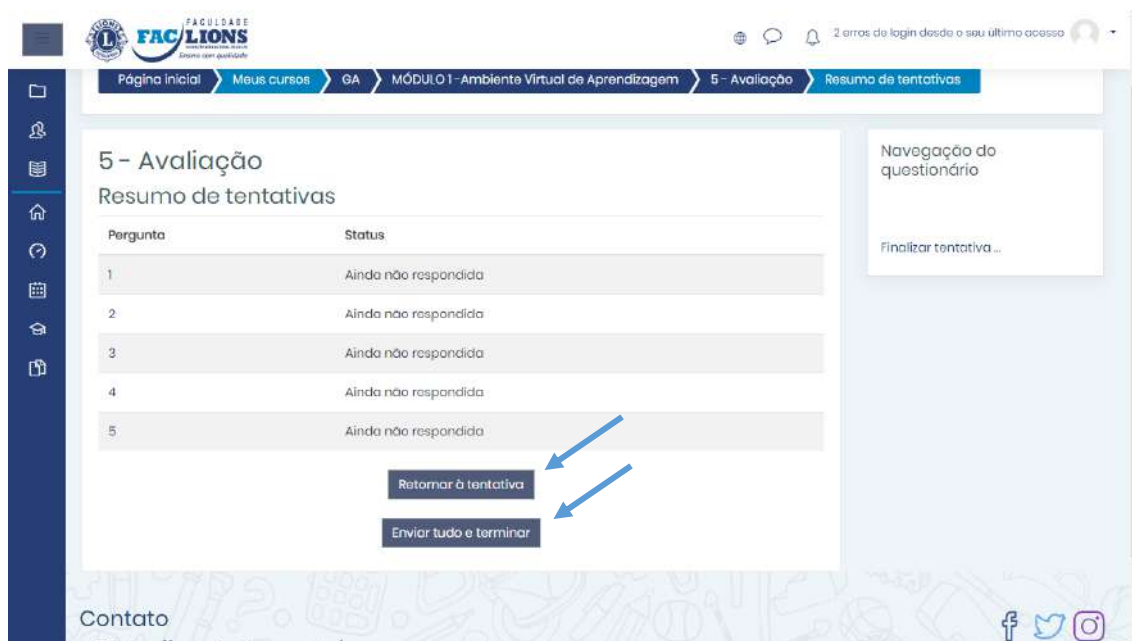 FACULDADE
FAC LIONS
Ensino com qualidade
2 erros de login desde o seu último acesso
Página inicial Meus cursos GA MÓDULO 1 - Ambiente Virtual de Aprendizagem 5 - Avaliação Resumo de tentativas
5 - Avaliação
Resumo de tentativas
Pergunta Status
1 Ainda não respondida
2 Ainda não respondida
3 Ainda não respondida
4 Ainda não respondida
5 Ainda não respondida
Retornar à tentativa
Enviar tudo e terminar
Navegação do
questionário
Finalizar tentativa ...
Contato